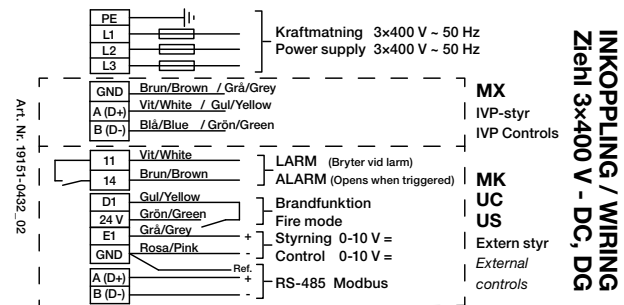 PE
L1
L2
L3
Kraftmatning 3×400 V ~ 50 Hz
Power supply 3×400 V ~ 50 Hz
GND Brun/Brown / Grå/Grey
A (D+) Vit/White / Gul/Yellow
B (D-) Blå/Blue / Grön/Green
MX
IVP-styr
IVP Controls
11 Vit/White
14 Brun/Brown
LARM (Bryter vid larm)
ALARM (Opens when triggered)
D1 Gul/Yellow
24 V Grön/Green
Brandfunktion
Fire mode
E1 Grå/Grey +
GND Rosa/Pink -
Styrning 0-10 V =
Control 0-10 V =
Ref.
A (D+) +
B (D-) -
RS-485 Modbus
MK
UC
US
Extern styr
External
controls
INKOPPLING / WIRING
Ziehl 3×400 V - DC, DG
Art. Nr. 19151-0432_02